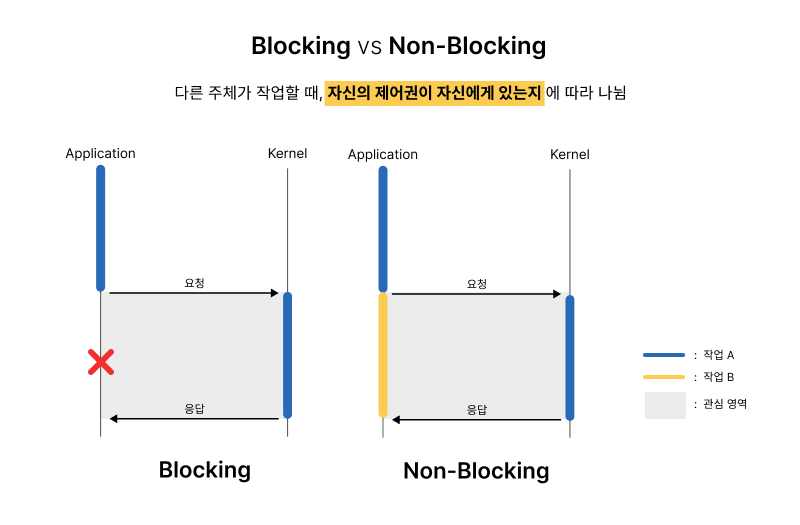 Blocking vs Non-Blocking
다른 주체가 작업할 때, 자신의 제어권이 자신에게 있는지 에 따라 나뉨
Application
Kernel
요청
응답
Blocking
Application
Kernel
요청
응답
Non-Blocking
: 작업 A
: 작업 B
: 관심 영역